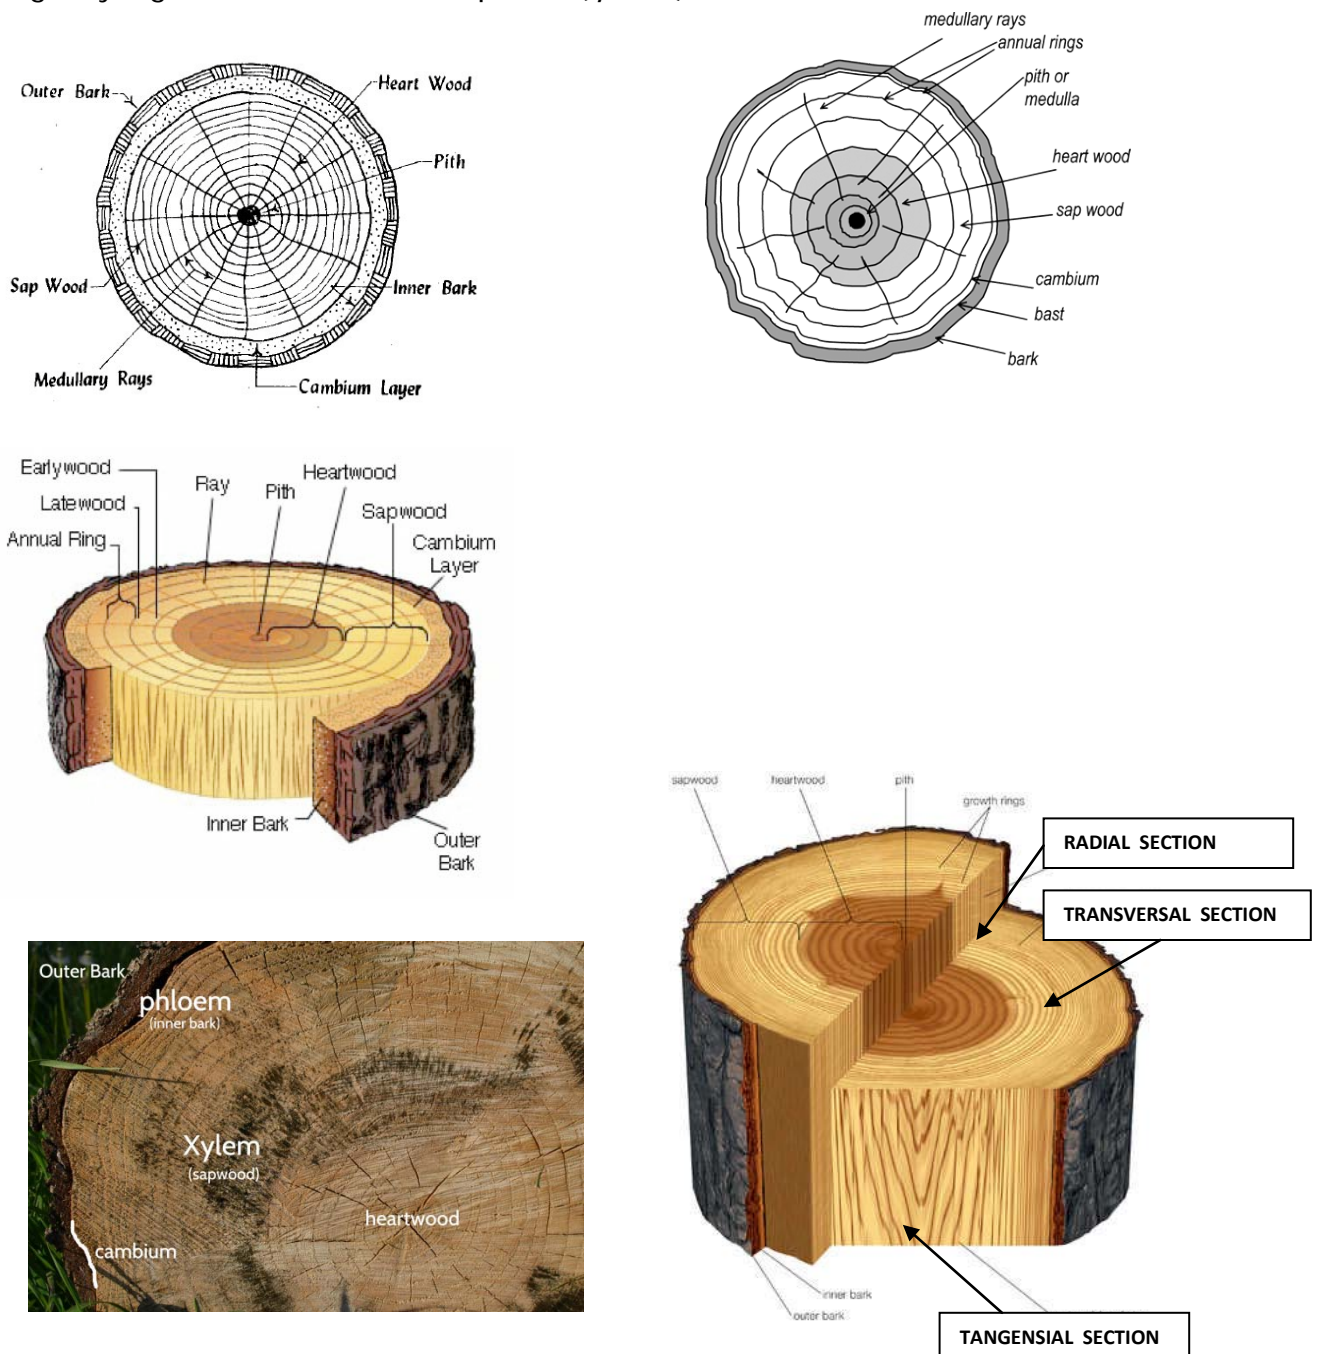 medullary rays
annual rings
pith or
medulla
heart wood
sap wood
cambium
bast
bark
Outer Bark
Heart Wood
Pith
Sap Wood
Inner Bark
Medullary Rays
Cambium Layer
Earlywood
Latewood
Annual Ring
Ray
Pith
Heartwood
Sapwood
Cambium
Layer
Inner Bark
Outer
Bark
sapwood
heartwood
pith
growth rings
RADIAL SECTION
TRANSVERSAL SECTION
inner bark
outer bark
TANGENSIAL SECTION
Outer Bark
phloem
(inner bark)
Xylem
(sapwood)
heartwood
cambium